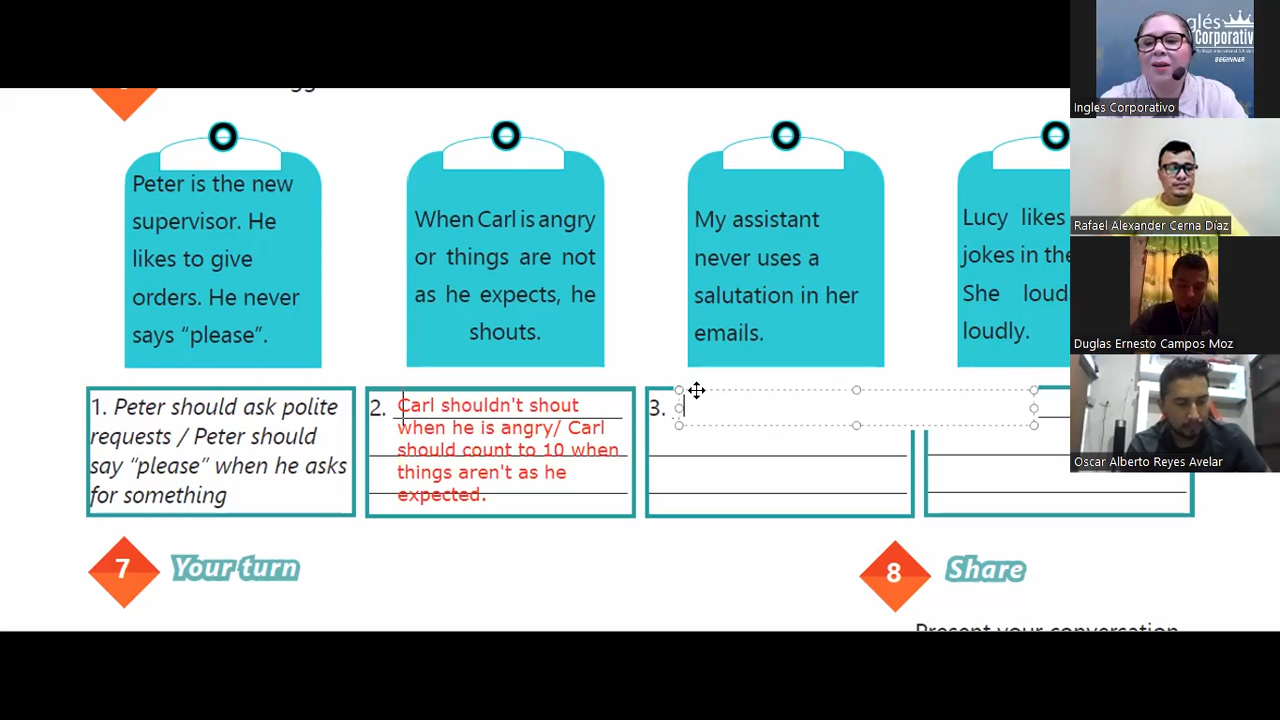 Peter is the new
supervisor. He
likes to give
orders. He never
says “please”.
When Carl is angry
or things are not
as he expects, he
shouts.
My assistant
never uses a
salutation in her
emails.
Lucy likes
jokes in the
She loud
loudly.
1. Peter should ask polite
requests / Peter should
say “please” when he asks
for something
2. Carl shouldn't shout
when he is angry/ Carl
should count to 10 when
things aren't as he
expected.
3.
7 Your turn
8 Share
Present your conversation
glés
Corporativ
BEGINNER
Ingles Corporativo
Rafael Alexander Cerna Díaz
Duglas Ernesto Campos Moz
Oscar Alberto Reyes Avelar